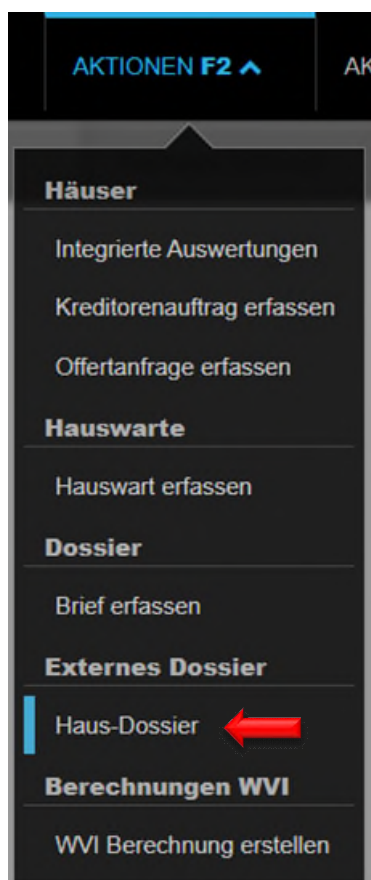 AKTIONEN F2 AK
Häuser
Integrierte Auswertungen
Kreditorenauftrag erfassen
Offertanfrage erfassen
Hauswarte
Hauswart erfassen
Dossier
Brief erfassen
Externes Dossier
Haus-Dossier
Berechnungen WVI
WVI Berechnung erstellen